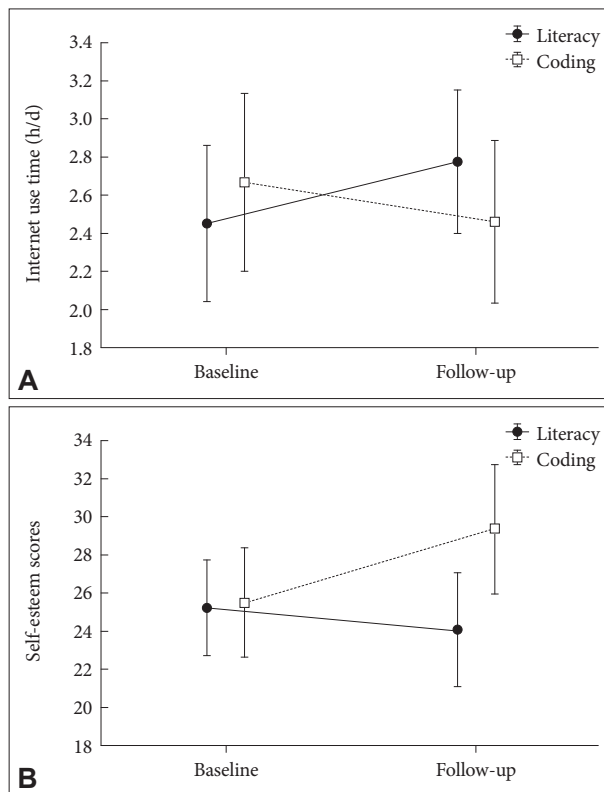 3.4
3.2
3.0
2.8
2.6
2.4
2.2
2.0
1.8
Internet use time (h/d)
Literacy
Coding
Baseline Follow-up
A
34
32
30
28
26
24
22
20
18
Self-esteem scores
Literacy
Coding
Baseline Follow-up
B